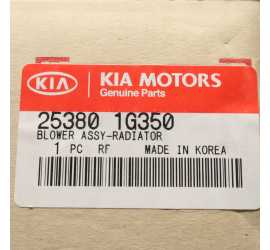 KIA KIA MOTORS
Genuine Parts
25380 1G350
BLOWER ASSY-RADIATOR
1 PC RF MADE IN KOREA